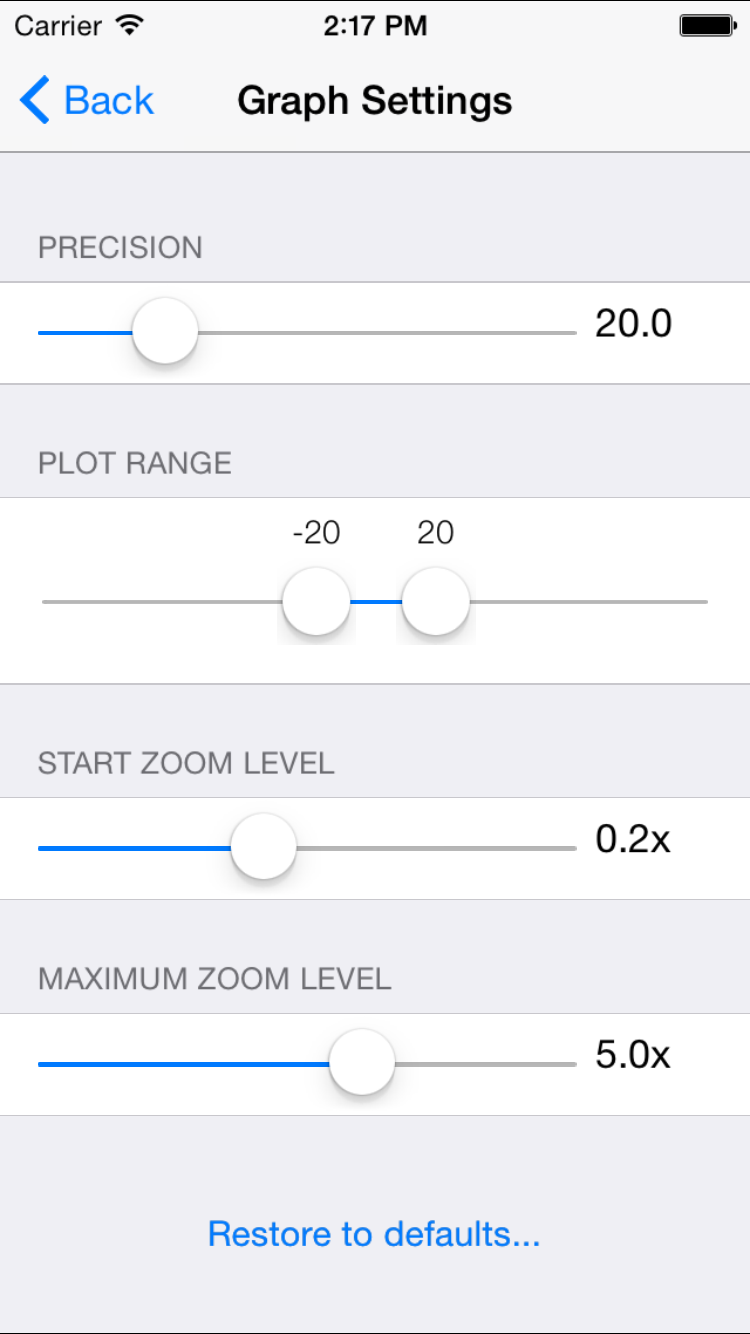 Carrier 2:17 PM
Back Graph Settings
PRECISION
20.0
PLOT RANGE
-20 20
START ZOOM LEVEL
0.2x
MAXIMUM ZOOM LEVEL
5.0x
Restore to defaults...